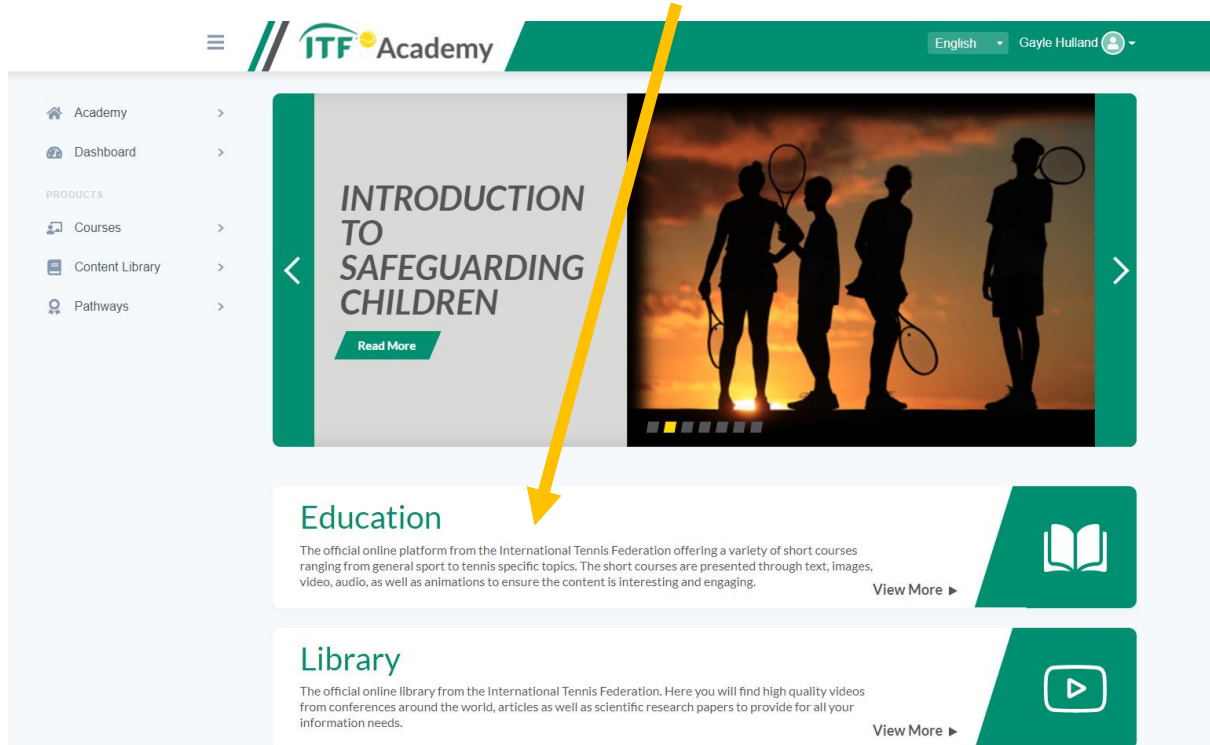 ITF Academy
English
Gayle Hulland
Academy
Dashboard
PRODUCTS
Courses
Content Library
Pathways
INTRODUCTION
TO
SAFEGUARDING
CHILDREN
Read More
Education
The official online platform from the International Tennis Federation offering a variety of short courses
ranging from general sport to tennis specific topics. The short courses are presented through text, images,
video, audio, as well as animations to ensure the content is interesting and engaging.
View More
Library
The official online library from the International Tennis Federation. Here you will find high quality videos
from conferences around the world, articles as well as scientific research papers to provide for all your
information needs.
View More